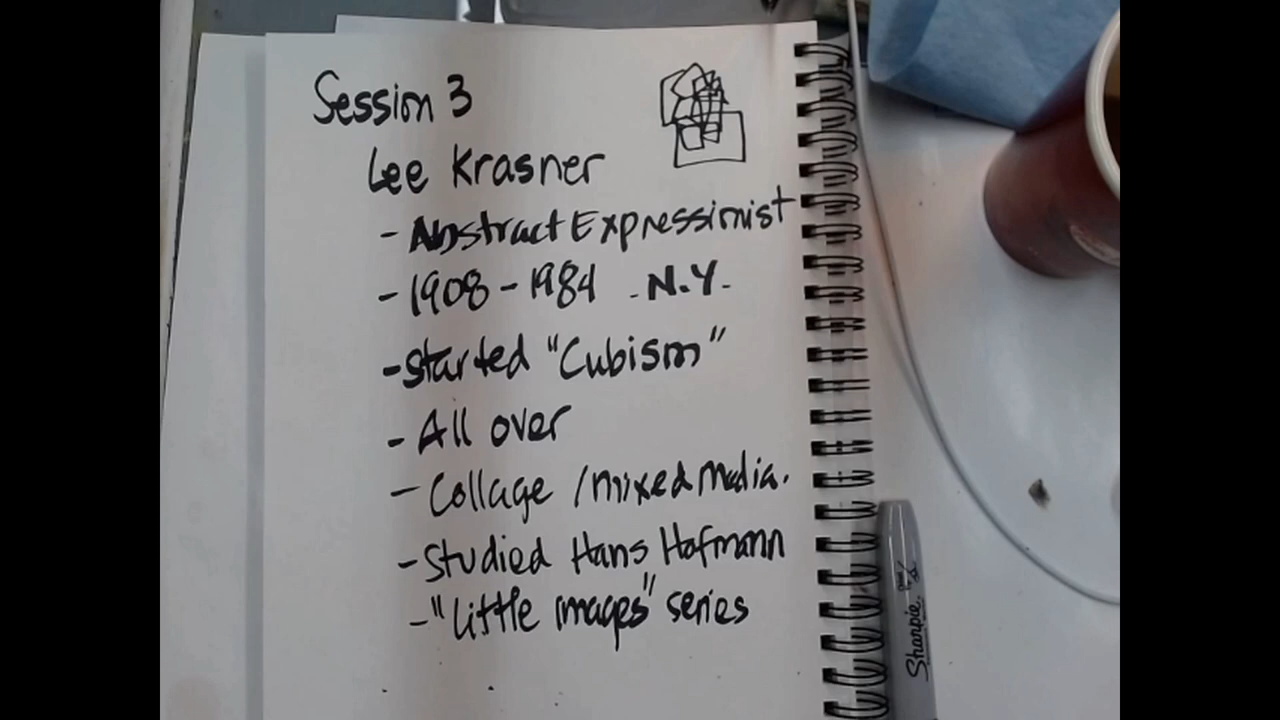 Session 3
Lee Krasner
- Abstract Expressionist
- 1908 - 1984 - N.Y. -
- started "Cubism"
- All over
- Collage / mixed media.
- Studied Hans Hofmann
- "Little Images" series
Sharpie